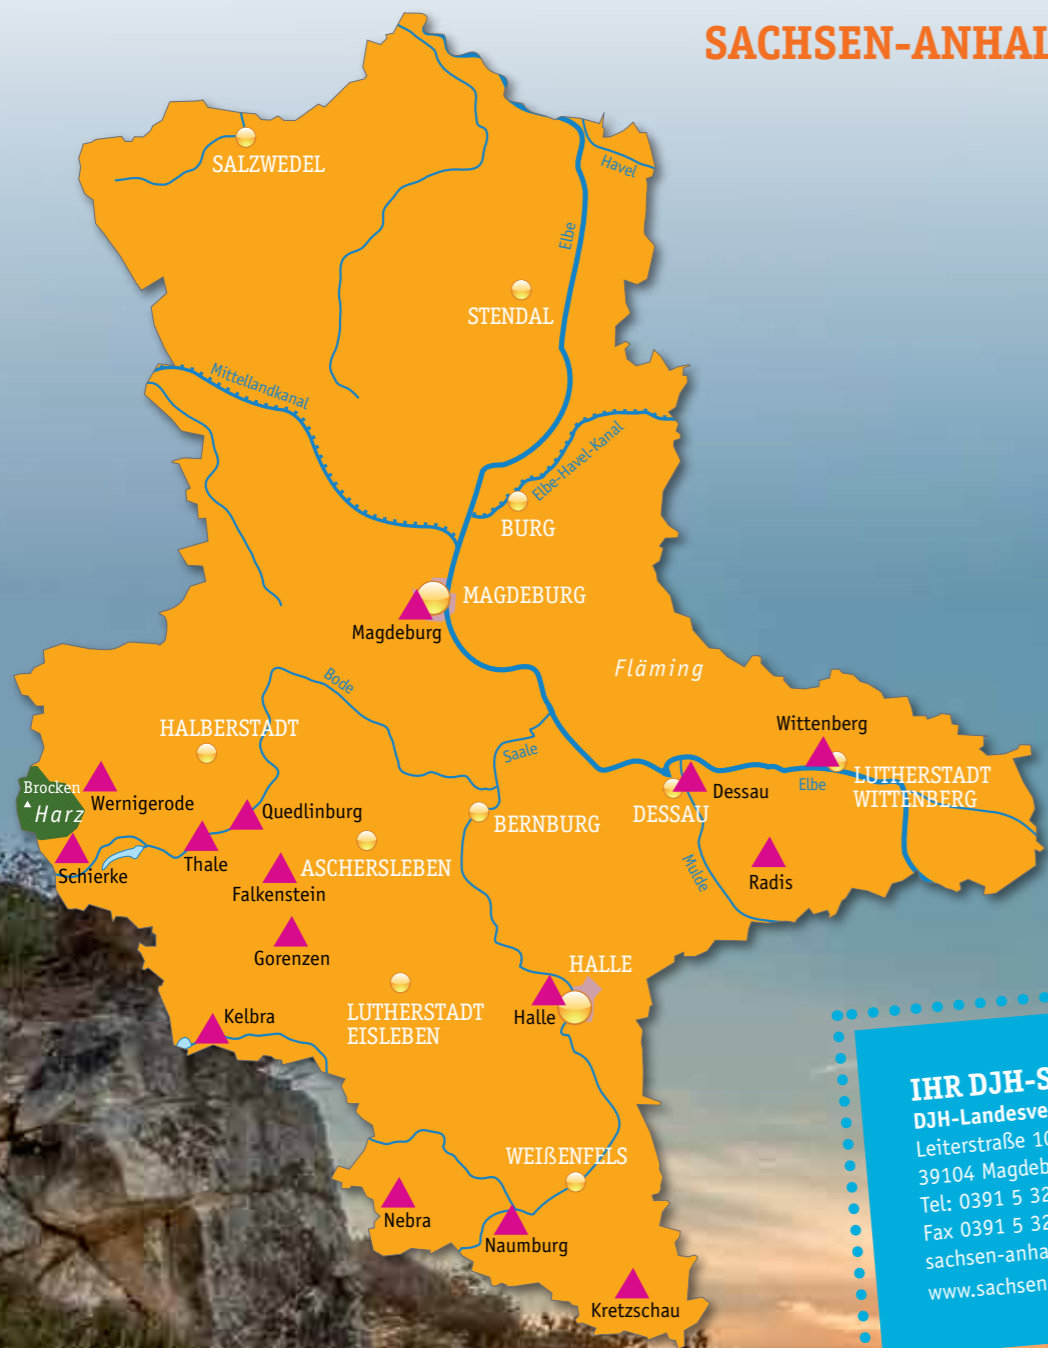 SACHSEN-ANHAL
SALZWEDEL
Havel
Elbe
STENDAL
Mittellandkanal
Elbe-Havel-Kanal
BURG
MAGDEBURG
Magdeburg
Fläming
Bode
HALBERSTADT
Wittenberg
Saale
LUTHERSTADT
WITTENBERG
Elbe
Brocken
Harz
Wernigerode
Quedlinburg
Dessau
DESSAU
BERNBURG
Thale
ASCHERSLEBEN
Schierke
Falkenstein
Mulde
Radis
Gorenzen
HALLE
Halle
LUTHERSTADT
EISLEBEN
Kelbra
IHR DJH-S
DJH-Landesve
Leiterstraße 10
39104 Magdeb
Tel: 0391 5 32
Fax 0391 5 32
sachsen-anha
www.sachsen
WEIßENFELS
Nebra
Naumburg
Kretzschau